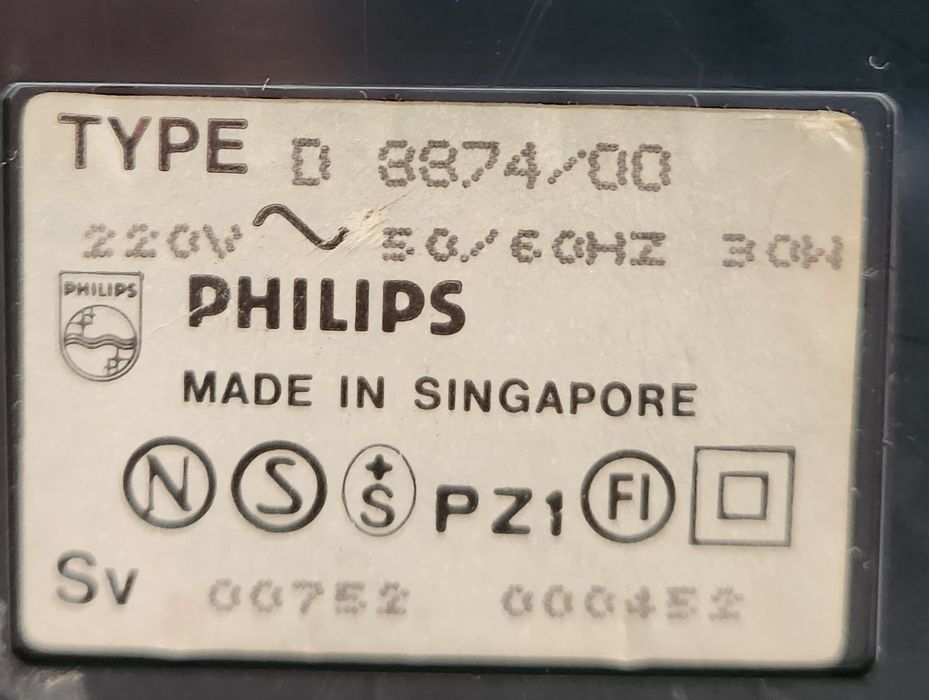 TYPE D 8874/00
220V ~ 50/60HZ 30W
PHILIPS PHILIPS
MADE IN SINGAPORE
N S +S PZ1 FI
Sv 00752 000452